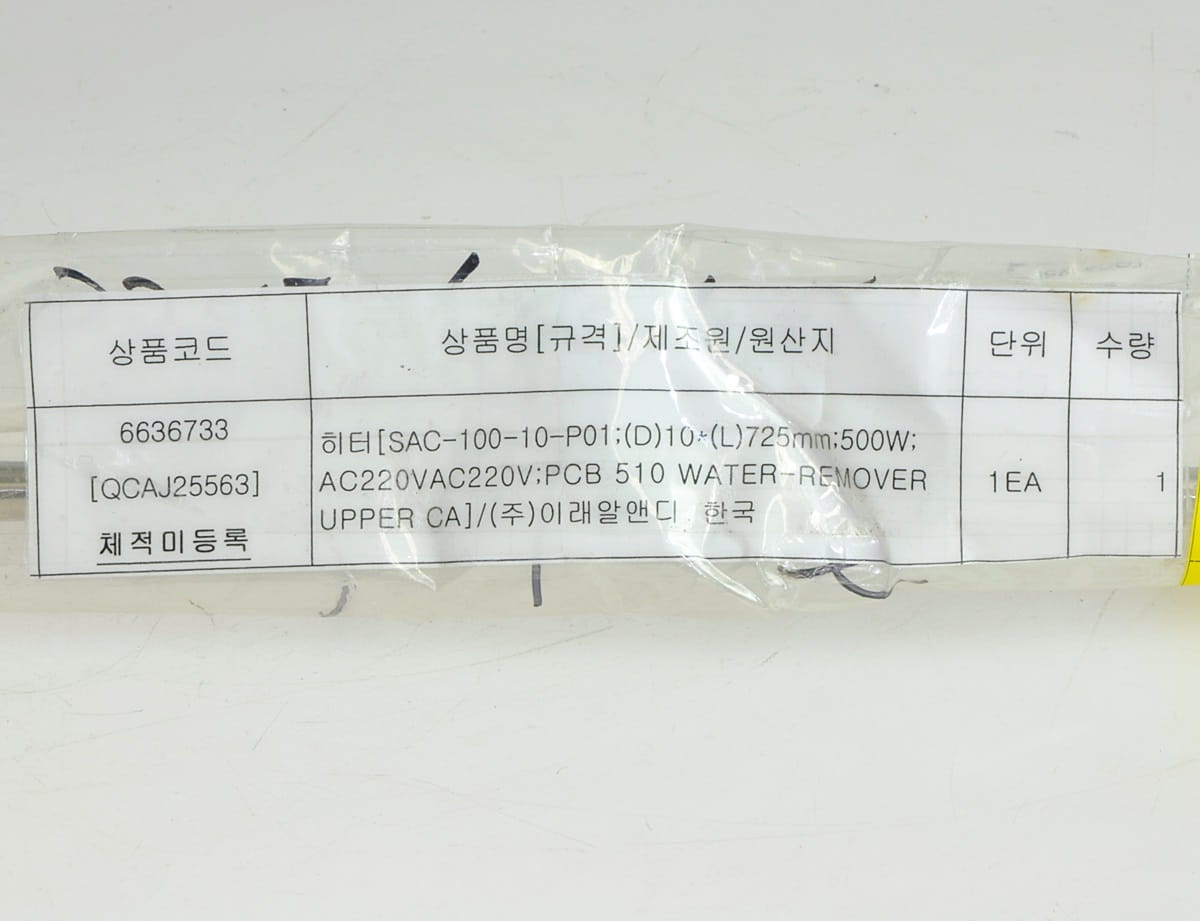 상품코드
상품명[규격]/제조원/원산지
단위
수량
6636733
[QCAJ25563]
체적미등록
히터[SAC-100-10-P01;(D)10*(L)725mm;500W;
AC220VAC220V;PCB 510 WATER-REMOVER
UPPER CA]/(주)이래알앤디 한국
1EA
1